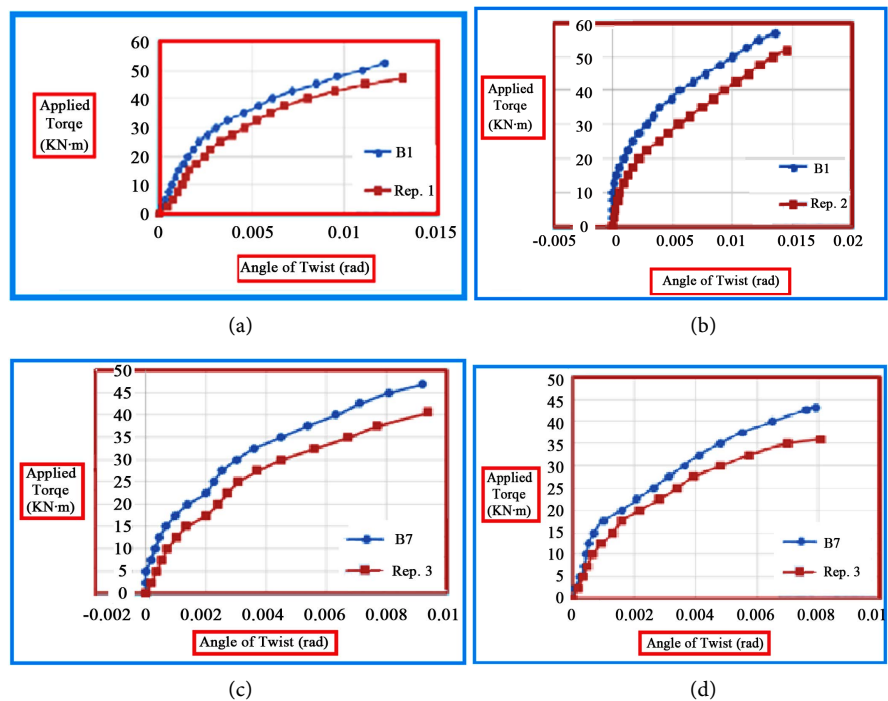 60
50
40
30
20
10
0
Applied
Torqe
(KN·m)
B1
Rep. 1
0 0.005 0.01 0.015
Angle of Twist (rad)
(a)
60
50
40
30
20
10
0
Applied
Torqe
(KN·m)
B1
Rep. 2
-0.005 0 0.005 0.01 0.015 0.02
Angle of Twist (rad)
(b)
50
45
40
35
30
25
20
15
10
5
0
Applied
Torqe
(KN·m)
B7
Rep. 3
-0.002 0 0.002 0.004 0.006 0.008 0.01
Angle of Twist (rad)
(c)
50
45
40
35
30
25
20
15
10
5
0
Applied
Torqe
(KN·m)
B7
Rep. 3
0 0.002 0.004 0.006 0.008 0.01
Angle of Twist (rad)
(d)